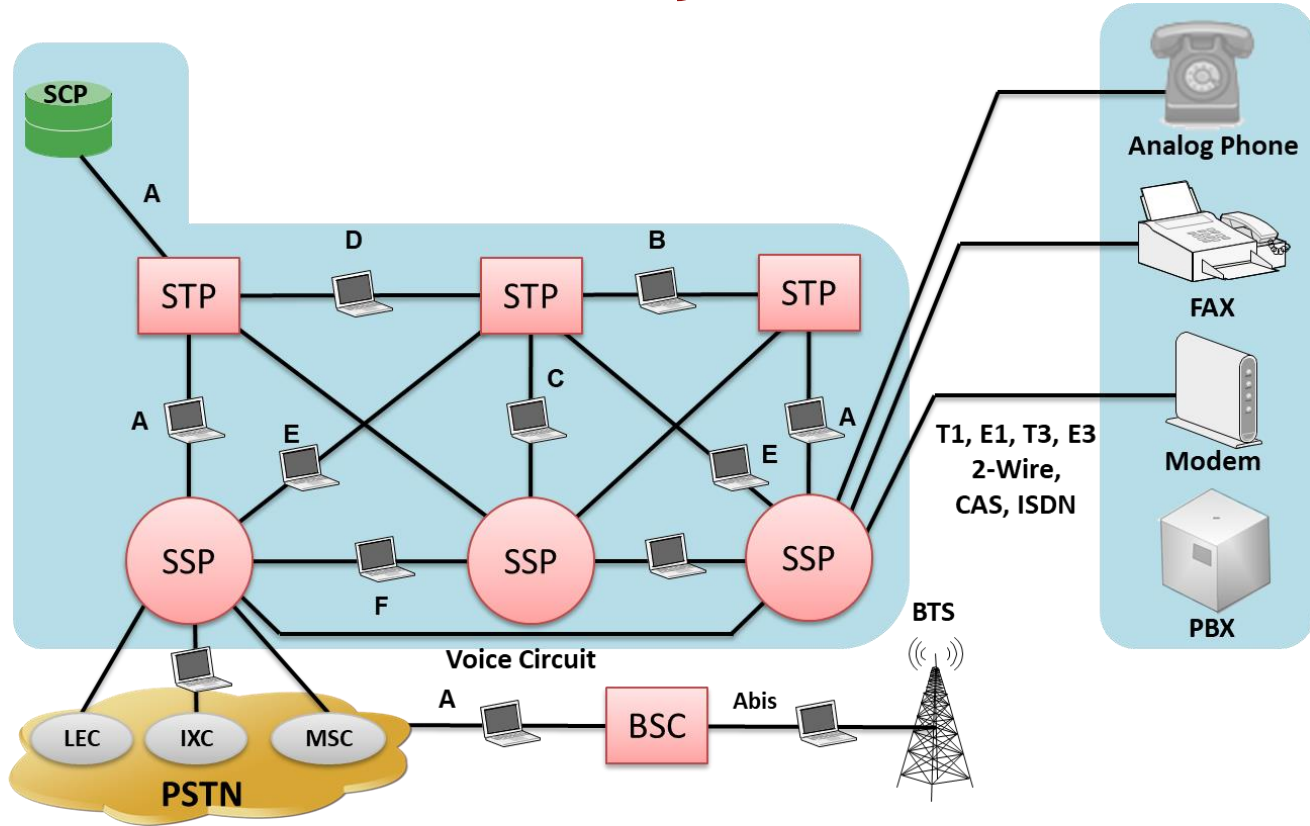 SCP
A
Analog Phone
D
B
STP
STP
STP
FAX
C
A
E
A
E
T1, E1, T3, E3
2-Wire,
CAS, ISDN
Modem
SSP
SSP
SSP
F
PBX
BTS
Voice Circuit
A
Abis
LEC
IXC
MSC
BSC
PSTN